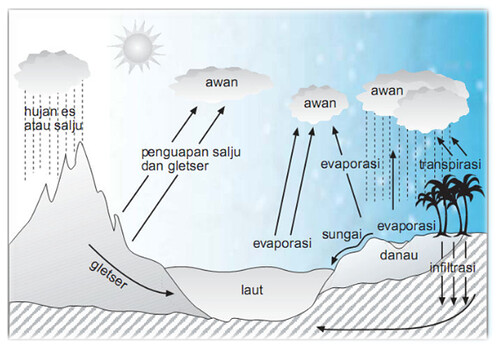 awan
awan
awan
hujan es
atau salju
penguapan salju
dan gletser
evaporasi
transpirasi
evaporasi
sungai
evaporasi
danau
gletser
infiltrasi
laut